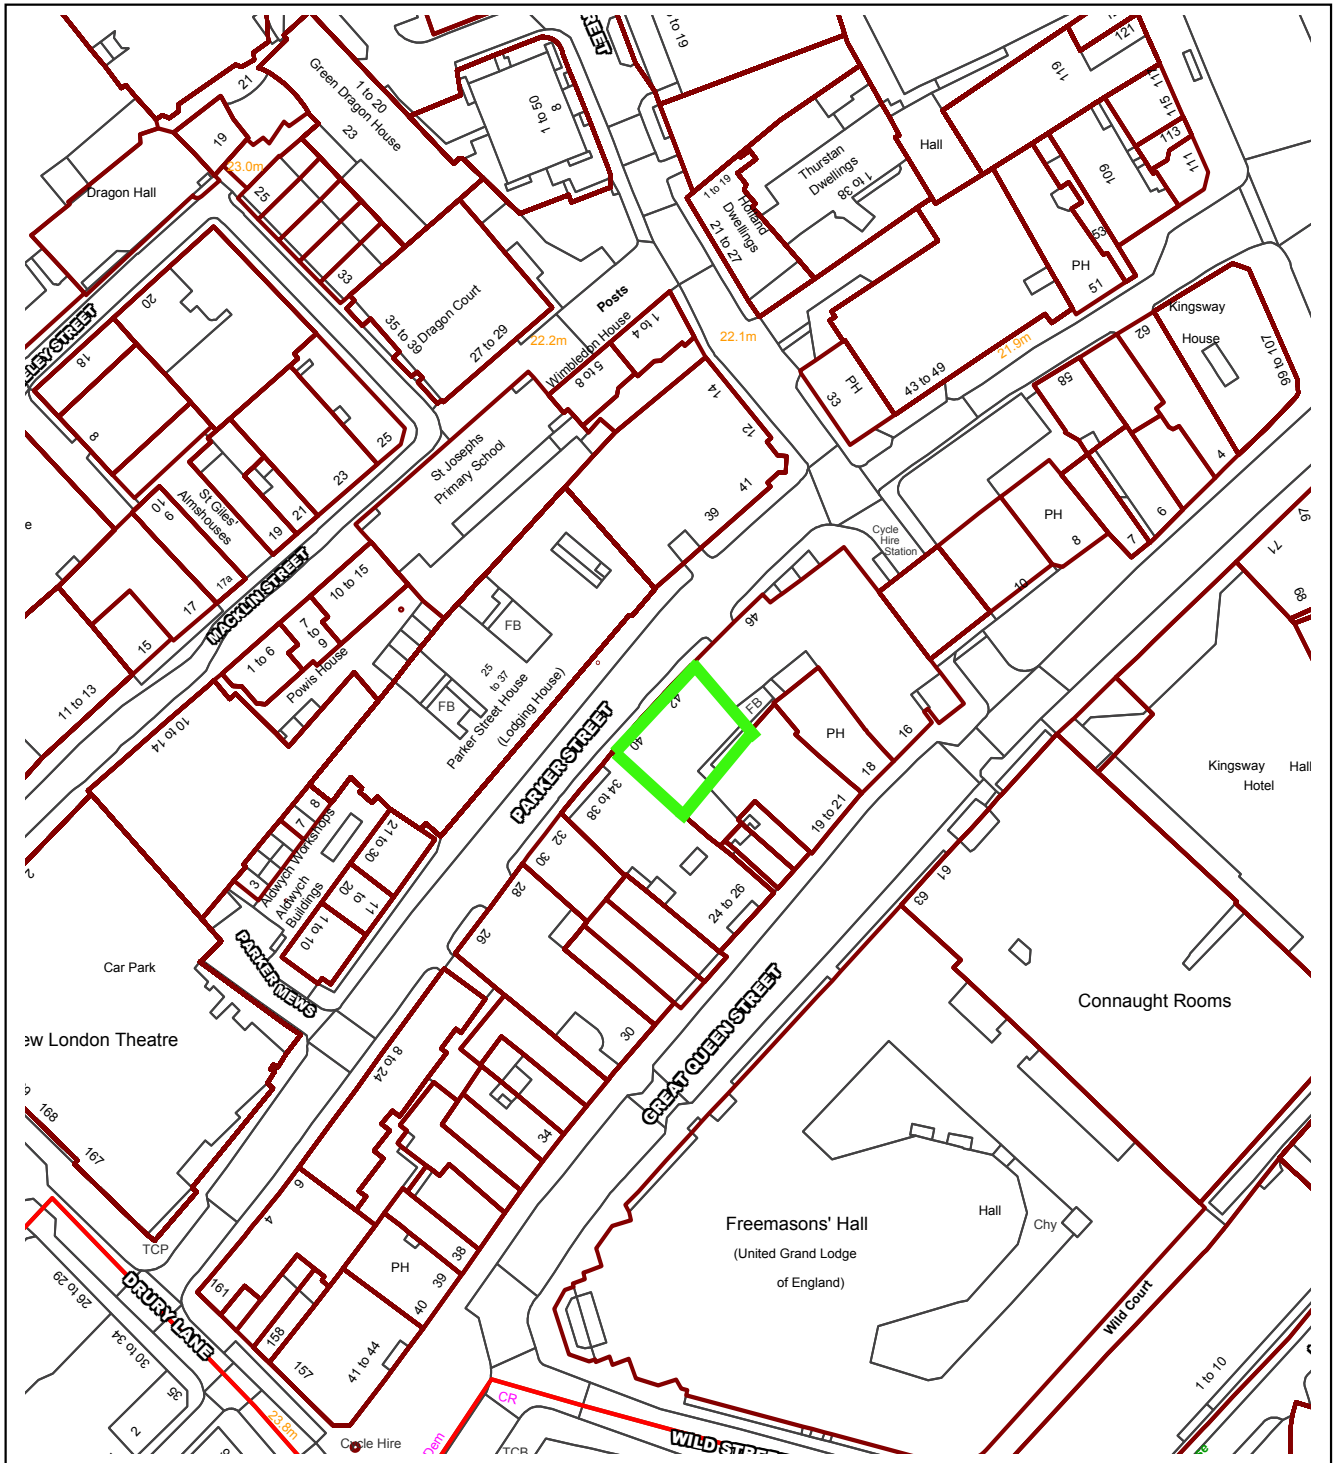 REET
to 19
121
119
117
115
113
111
109
53
Hall
Thurstan
Dwellings
1 to 38
1 to 19
Holland
Dwellings
21 to 27
8
1 to 50
1 to 20
Green Dragon House
23
21
19
23.0m
25
33
Dragon Hall
PH
51
Kingsway
House
99 to 107
62
58
21.9m
43 to 49
PH
33
22.1m
Posts
1 to 4
Wimbledon House
5 to 8
22.2m
Dragon Court
35 to 39
27 to 29
ELEY STREET
20
18
8
25
23
21
19
St Giles'
Almshouses
10
9
17a
17
15
11 to 13
MACKLIN STREET
St Josephs
Primary School
14
12
41
39
Cycle
Hire
Station
PH
8
7
6
4
10
97
71
69
e
10 to 15
7
to
9
1 to 6
Powis House
10 to 14
FB
25
to 37
Parker Street House
(Lodging House)
FB
46
42
40
FB
PH
18
16
19 to 21
34 to 38
32
30
28
26
24 to 26
PARKER STREET
Kingsway
Hotel
Hall
8
7
3
Aldwych Workshops
Aldwych
Buildings
21 to 30
20
to
11
1 to 10
2
PARKER MEWS
Car Park
ew London Theatre
61
63
Connaught Rooms
GREAT QUEEN STREET
30
34
8 to 24
168
167
6
4
161
158
157
TCP
PH
38
39
40
41 to 44
Freemasons' Hall
(United Grand Lodge
of England)
Hall
Chy
Wild Court
26 to 29
30 to 34
35
2
DRURY LANE
23.8m
Cycle Hire
CR
Dem
TCB
WILD STREE
1 to 10